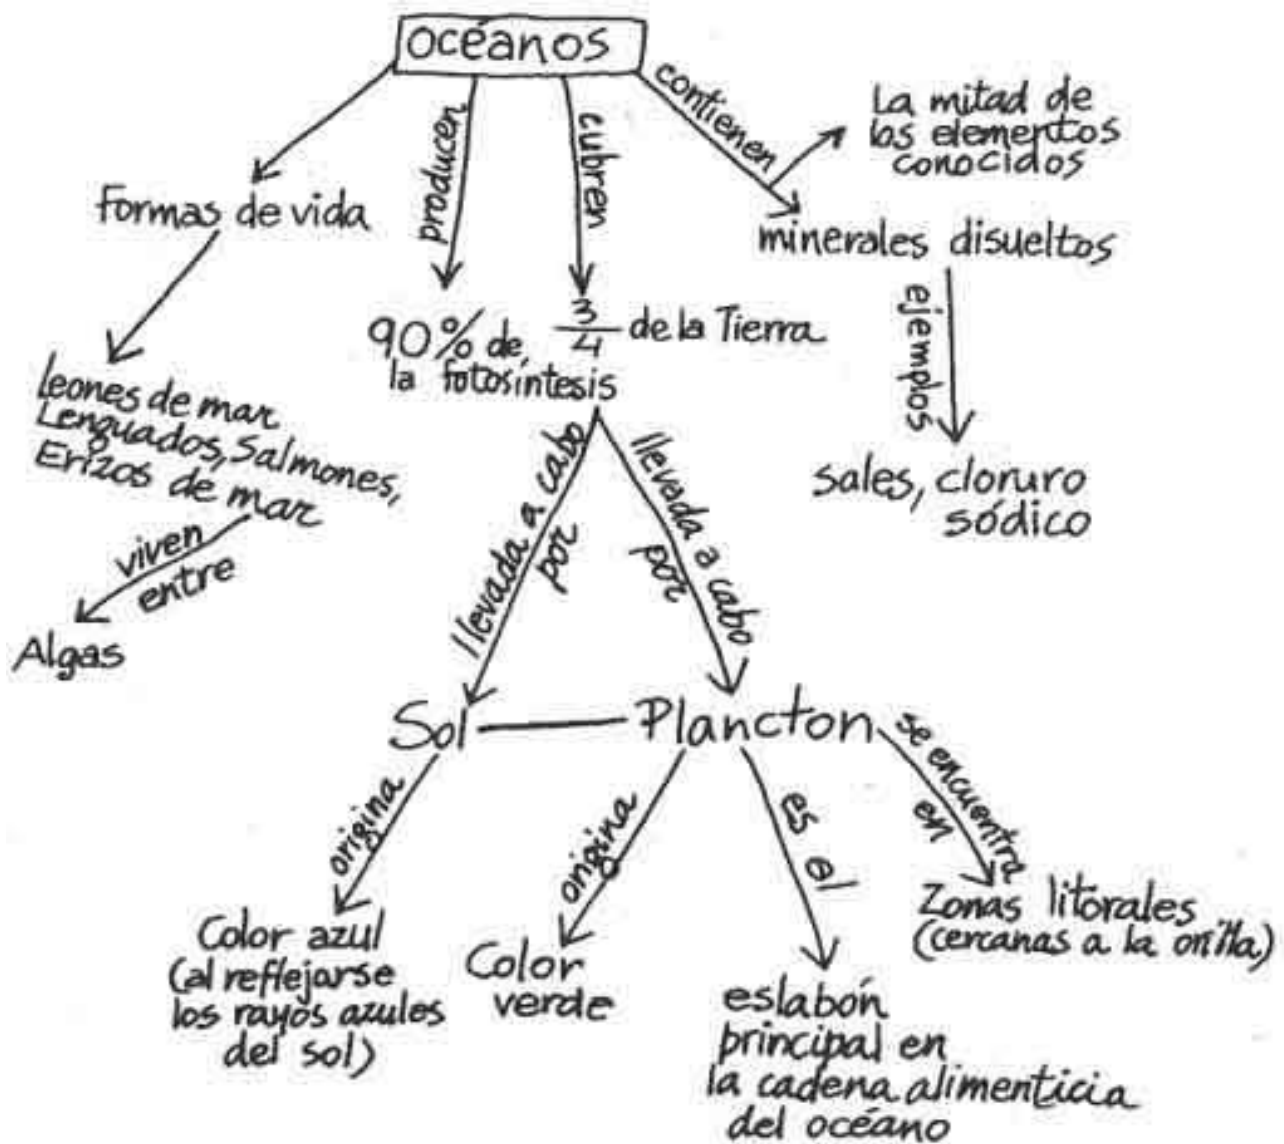 océanos
contienen
producen
cubren
La mitad de
los elementos
conocidos
Formas de vida
minerales disueltos
ejemplos
90% de
la fotosíntesis
3/4 de la Tierra
Leones de mar
Lenguados, Salmones,
Erizos de mar
sales, cloruro
sódico
viven
entre
Algas
llevada a cabo
por
llevada a cabo
por
Sol
Plancton
se encuentra
en
origina
origina
es el
Zonas litorales
(cercanas a la orilla)
Color azul
(al reflejarse
los rayos azules
del sol)
Color
verde
eslabón
principal en
la cadena alimenticia
del océano